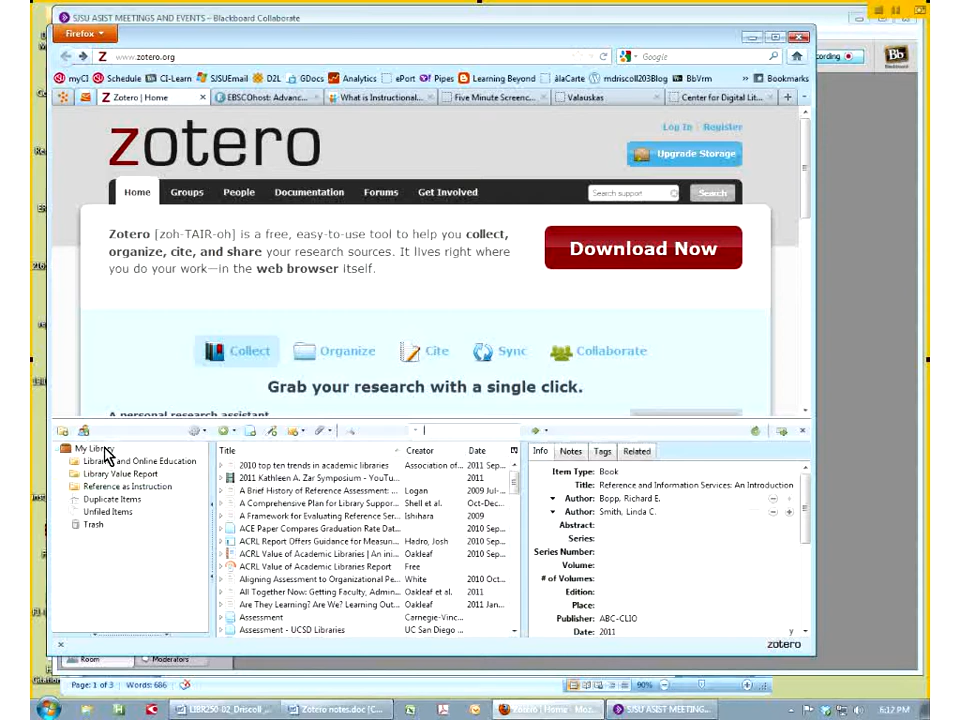 SJSU ASIST MEETINGS AND EVENTS - Blackboard Collaborate
Firefox
www.zotero.org
Google
myCI
Schedule
CI-Learn
SJSUEmail
D2L
GDocs
Analytics
ePort
Pipes
Learning Beyond
àlaCarte
mdriscoll203Blog
BbVrm
»
Bookmarks
Zotero | Home
EBSCOhost: Advanc...
What is Instructional...
Five Minute Screenc...
Valauskas
Center for Digital Lit...
Bb
zotero
Log In
Register
Upgrade Storage
Home
Groups
People
Documentation
Forums
Get Involved
Search support
Search
Zotero [zoh-TAIR-oh] is a free, easy-to-use tool to help you collect,
organize, cite, and share your research sources. It lives right where
you do your work—in the web browser itself.
Download Now
Collect
Organize
Cite
Sync
Collaborate
Grab your research with a single click.
A personal research assistant
My Library
Library and Online Education
Library Value Report
Reference as Instruction
Duplicate Items
Unfiled Items
Trash
Title Creator Date
2010 top ten trends in academic libraries Association of... 2011 Sep...
2011 Kathleen A. Zar Symposium - YouTu... 2011
A Brief History of Reference Assessment: ... Logan 2009 Jul-...
A Comprehensive Plan for Library Suppor... Shell et al. Oct-Dec...
A Framework for Evaluating Reference Ser... Ishihara 2009
ACE Paper Compares Graduation Rate Dat... 2010 Sep...
ACRL Report Offers Guidance for Measur... Hadro, Josh 2010 Sep...
ACRL Value of Academic Libraries | An ini... Oakleaf 2010 Sep...
ACRL Value of Academic Libraries Report Free
Aligning Assessment to Organizational Pe... White 2010 Oct...
All Together Now: Getting Faculty, Admin... Oakleaf et al. 2011
Are They Learning? Are We? Learning Out... Oakleaf 2011 Jan...
Assessment Carnegie-Vinc...
Assessment - UCSD Libraries UC San Diego ...
Info
Notes
Tags
Related
Item Type: Book
Title: Reference and Information Services: An Introduction
Author: Bopp, Richard E.
Author: Smith, Linda C.
Abstract:
Series:
Series Number:
Volume:
# of Volumes:
Edition:
Place:
Publisher: ABC-CLIO
Date: 2011 y
zotero
Room
Moderators
Page: 1 of 3
Words: 686
90%
LIBR250-02_Driscoll ...
Zotero notes.doc [C...
SJSU ASIST MEETING...
6:12 PM